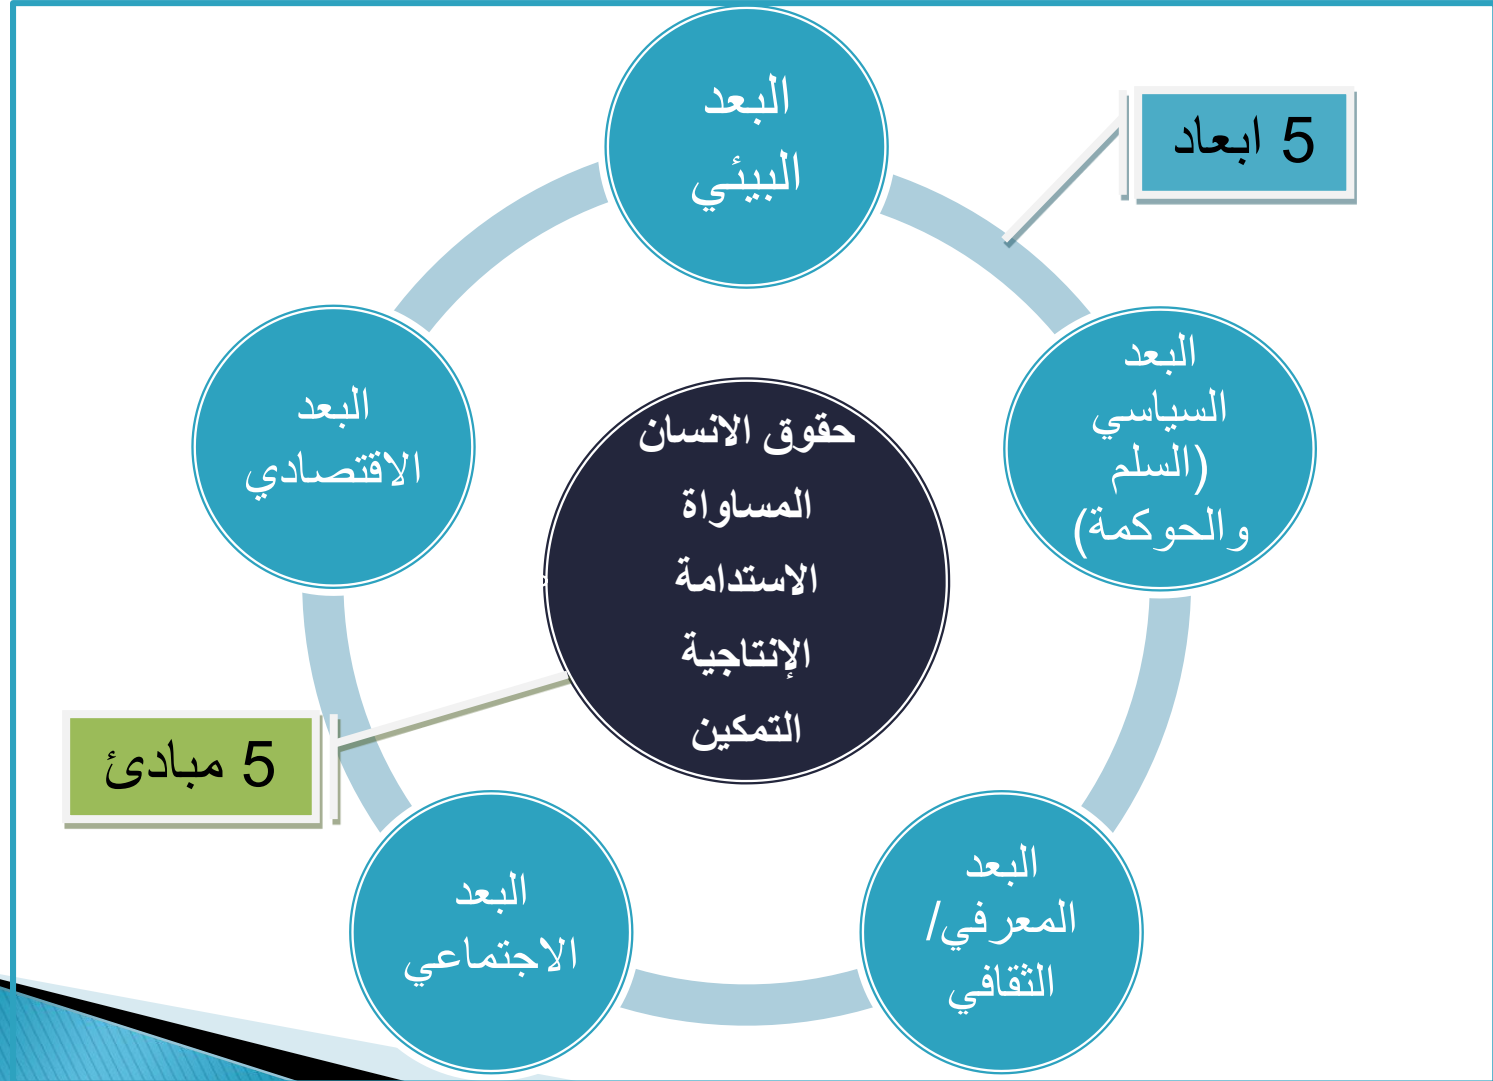 البعد
البيئي
5 ابعاد
البعد
السياسي
(السلم
والحوكمة)
البعد
الاقتصادي
حقوق الانسان
المساواة
الاستدامة
الإنتاجية
التمكين
5 مبادئ
البعد
المعرفي/
الثقافي
البعد
الاجتماعي